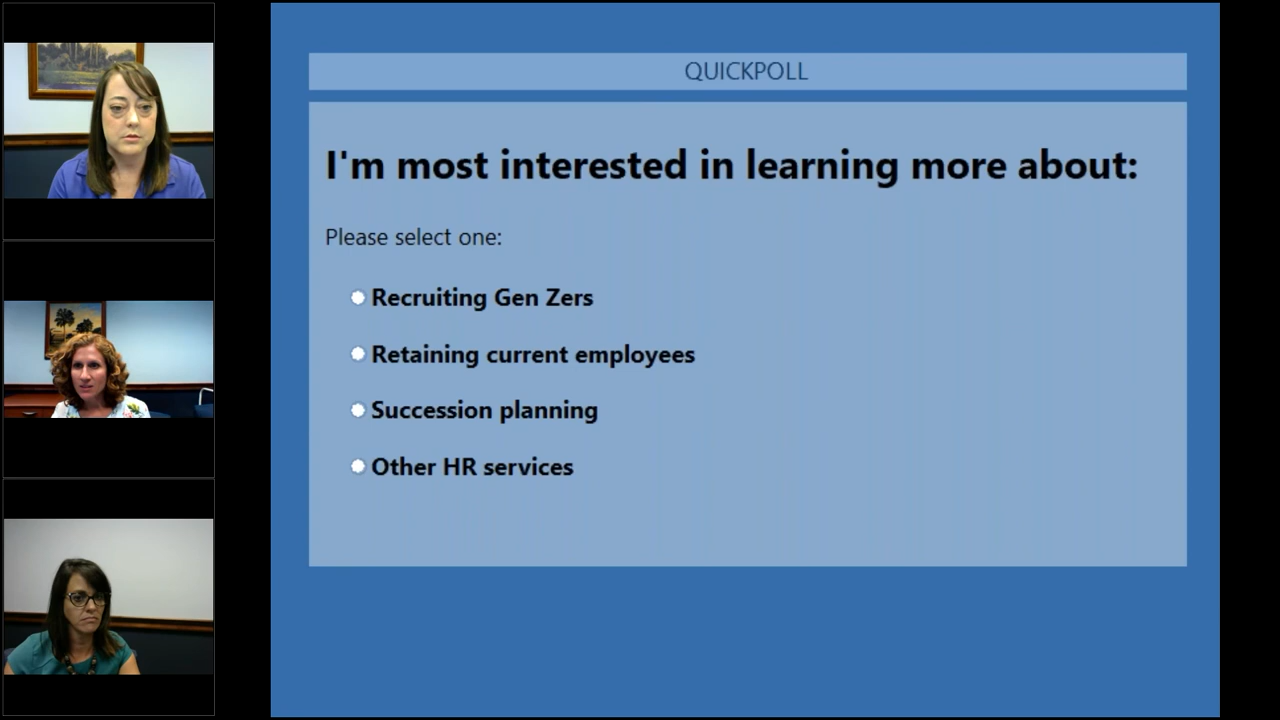 QUICKPOLL
I'm most interested in learning more about:
Please select one:
Recruiting Gen Zers
Retaining current employees
Succession planning
Other HR services